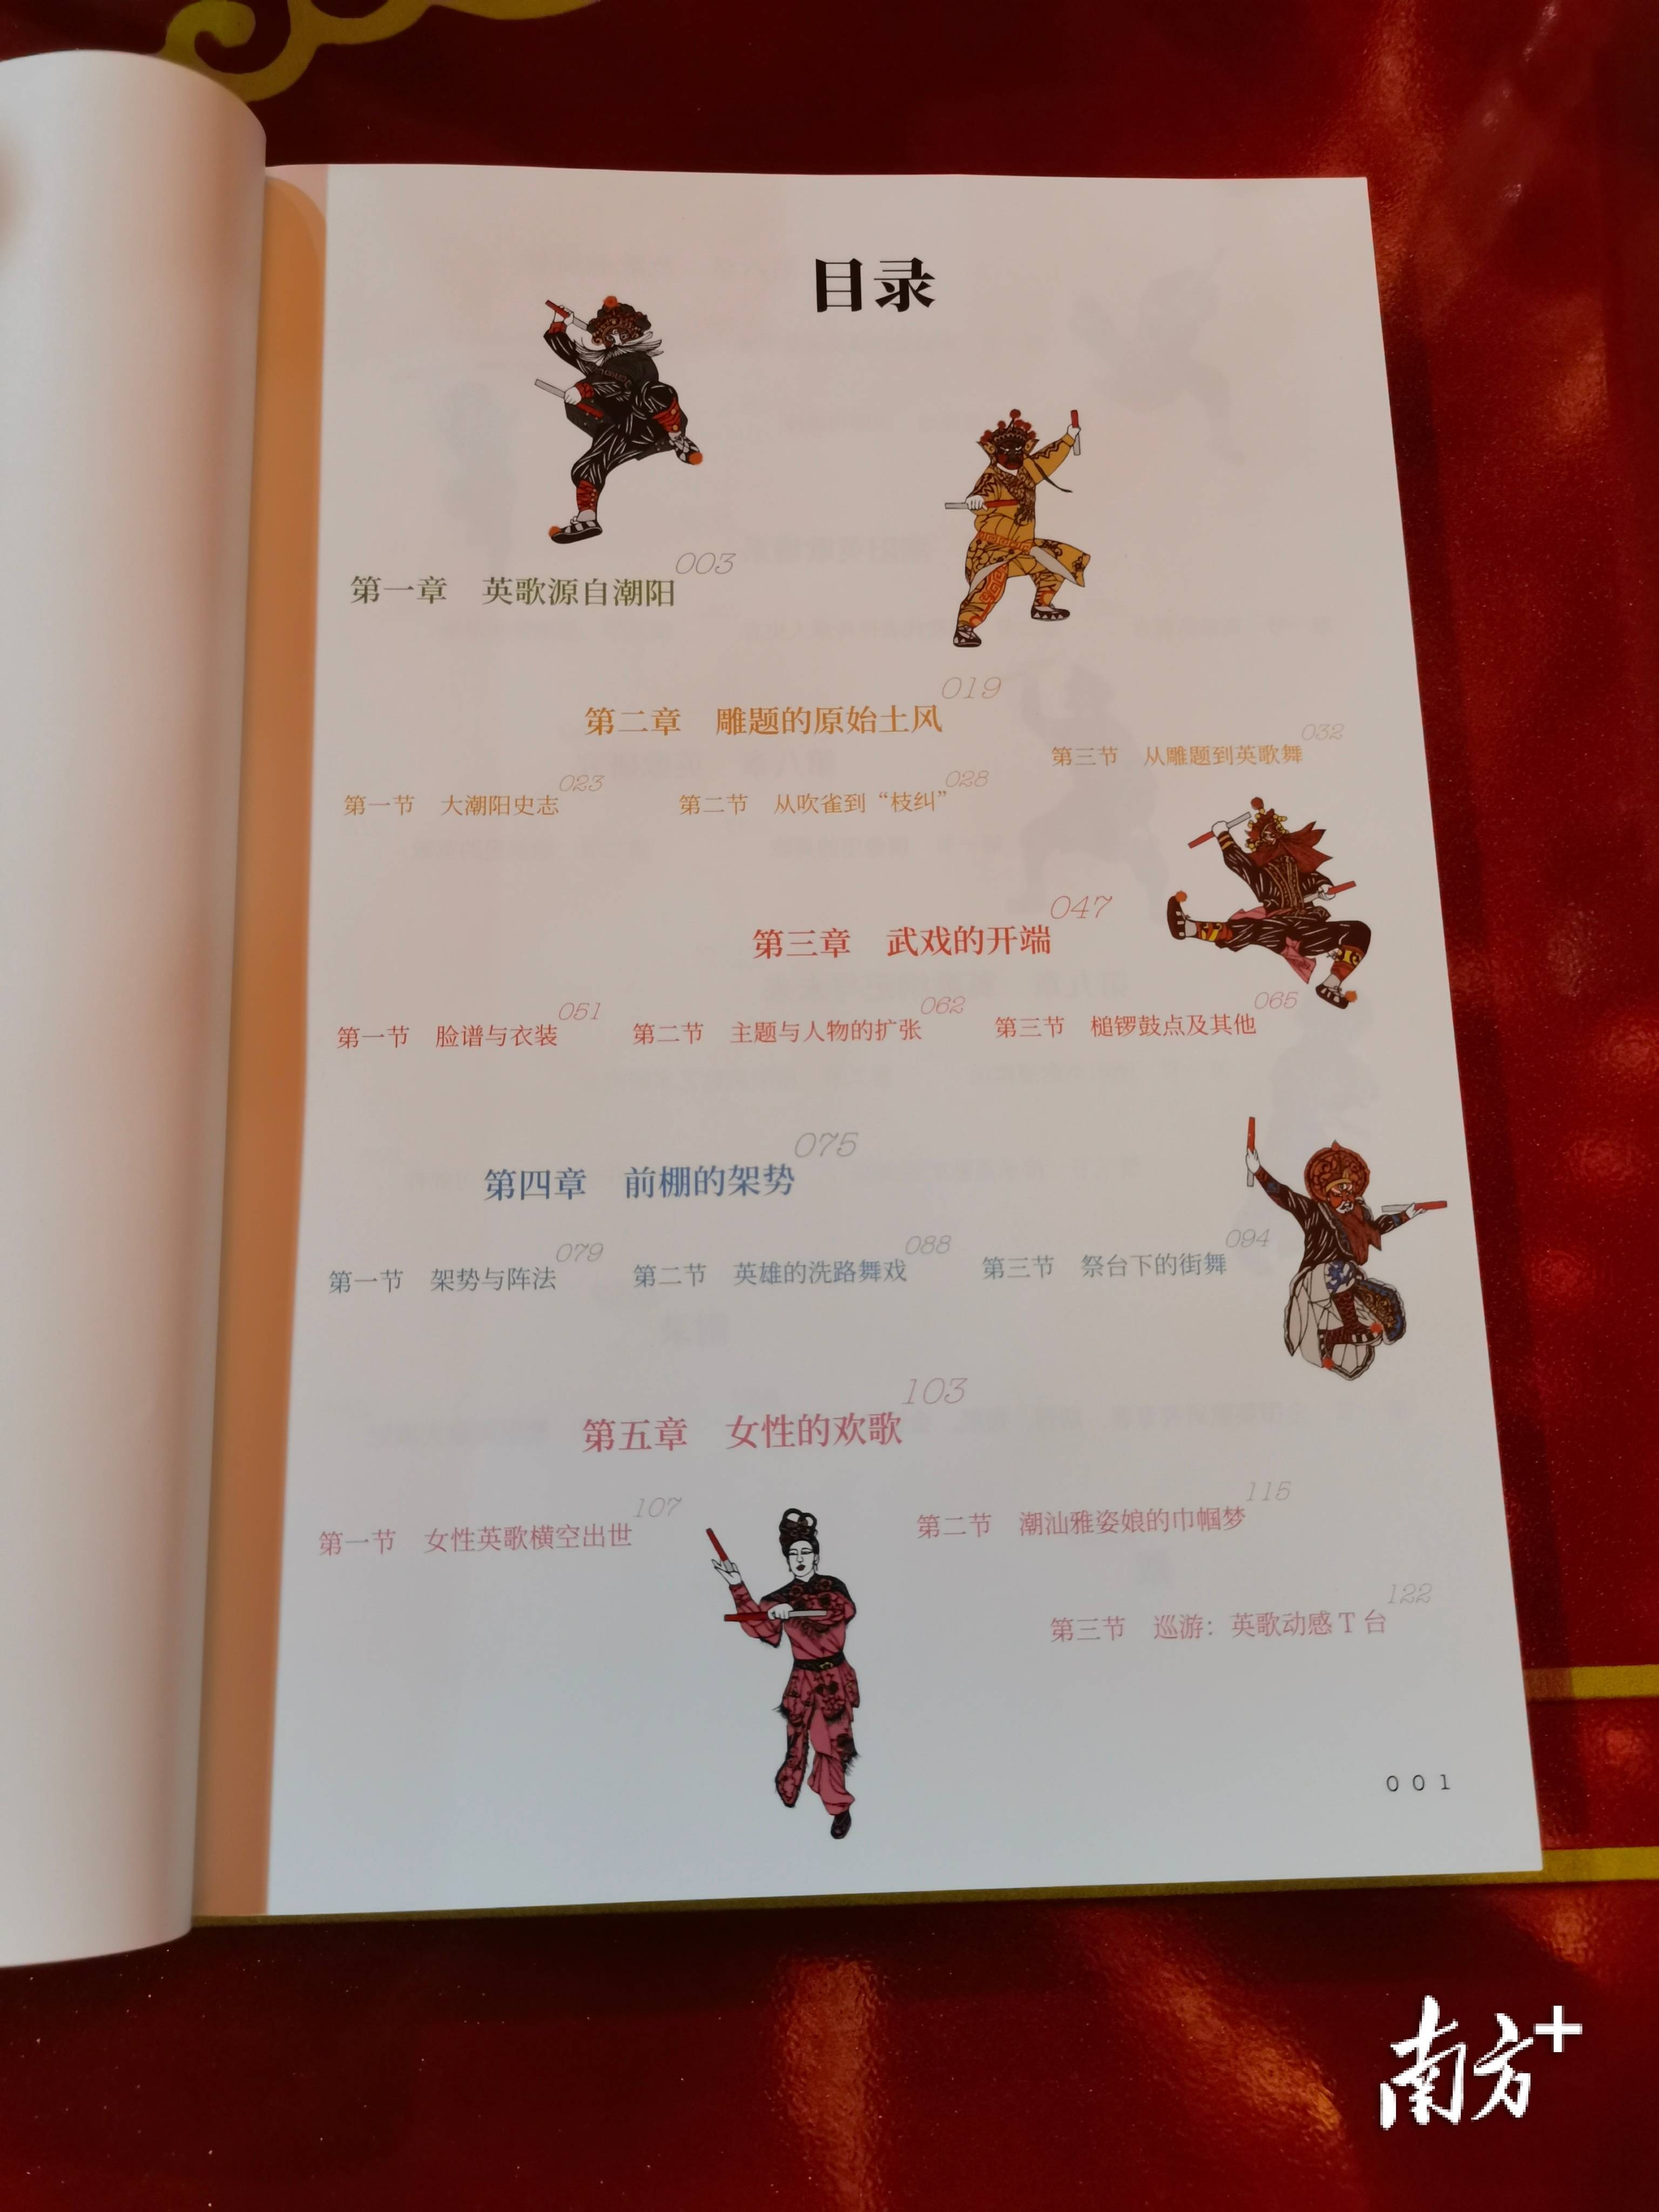 目录
第一章 英歌源自潮阳 003
第二章 雕题的原始土风 019
第一节 大潮阳史志 023
第二节 从吹雀到“枝纠” 028
第三节 从雕题到英歌舞 032
第三章 武戏的开端 047
第一节 脸谱与衣装 051
第二节 主题与人物的扩张 062
第三节 槌锣鼓点及其他 065
第四章 前棚的架势 075
第一节 架势与阵法 079
第二节 英雄的洗路舞戏 088
第三节 祭台下的街舞 094
第五章 女性的欢歌 103
第一节 女性英歌横空出世 107
第二节 潮汕雅姿娘的巾帼梦 115
第三节 巡游：英歌动感T台 122
001
南方+